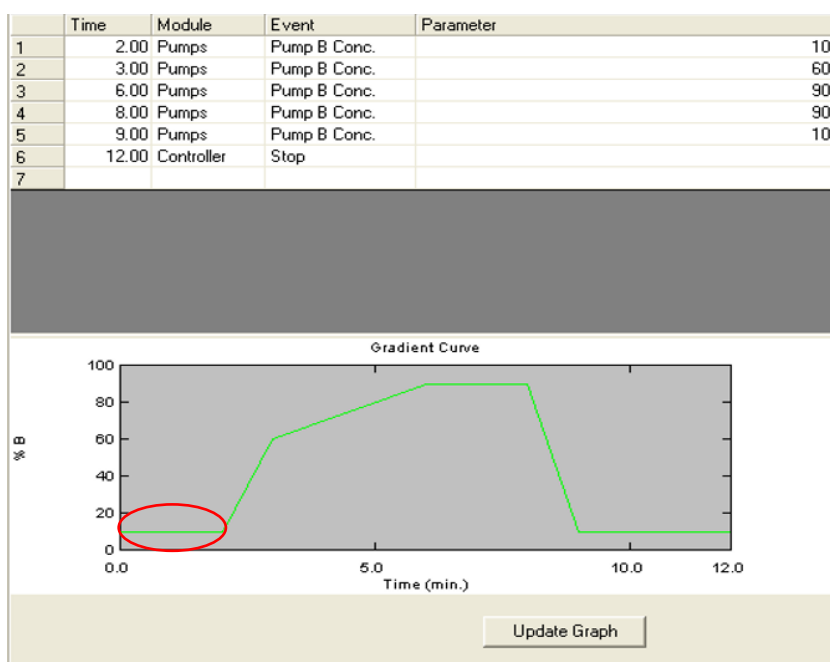 Time Module Event Parameter
1 2.00 Pumps Pump B Conc. 10
2 3.00 Pumps Pump B Conc. 60
3 6.00 Pumps Pump B Conc. 90
4 8.00 Pumps Pump B Conc. 90
5 9.00 Pumps Pump B Conc. 10
6 12.00 Controller Stop
7
Gradient Curve
100
80
60
% B
40
20
0
0.0 5.0 10.0 12.0
Time (min.)
Update Graph